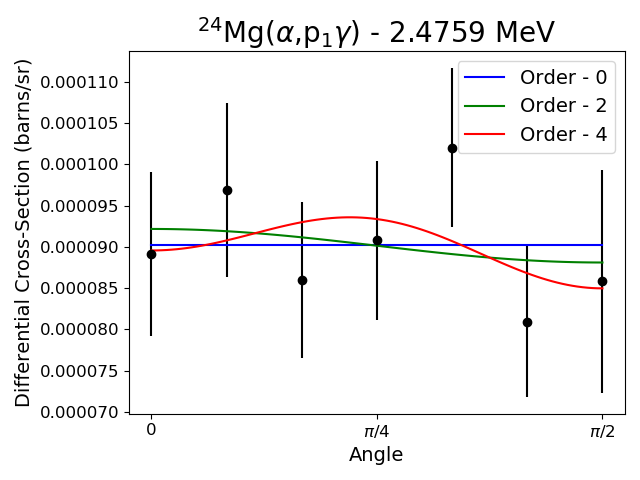 ²⁴Mg(α,p₁γ) - 2.4759 MeV
Differential Cross-Section (barns/sr)
0.000110
0.000105
0.000100
0.000095
0.000090
0.000085
0.000080
0.000075
0.000070
Order - 0
Order - 2
Order - 4
0
π/4
π/2
Angle